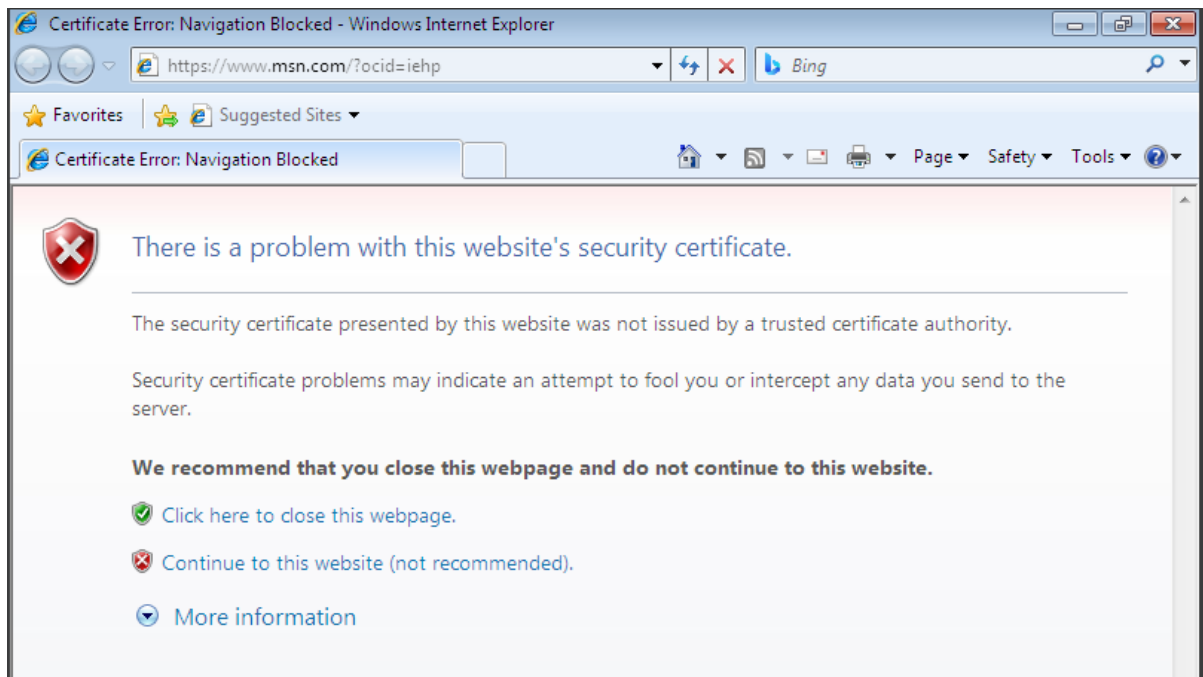 Certificate Error: Navigation Blocked - Windows Internet Explorer
https://www.msn.com/?ocid=iehp
Bing
Favorites
Suggested Sites
Certificate Error: Navigation Blocked
Page
Safety
Tools
There is a problem with this website's security certificate.
The security certificate presented by this website was not issued by a trusted certificate authority.
Security certificate problems may indicate an attempt to fool you or intercept any data you send to the
server.
We recommend that you close this webpage and do not continue to this website.
Click here to close this webpage.
Continue to this website (not recommended).
More information